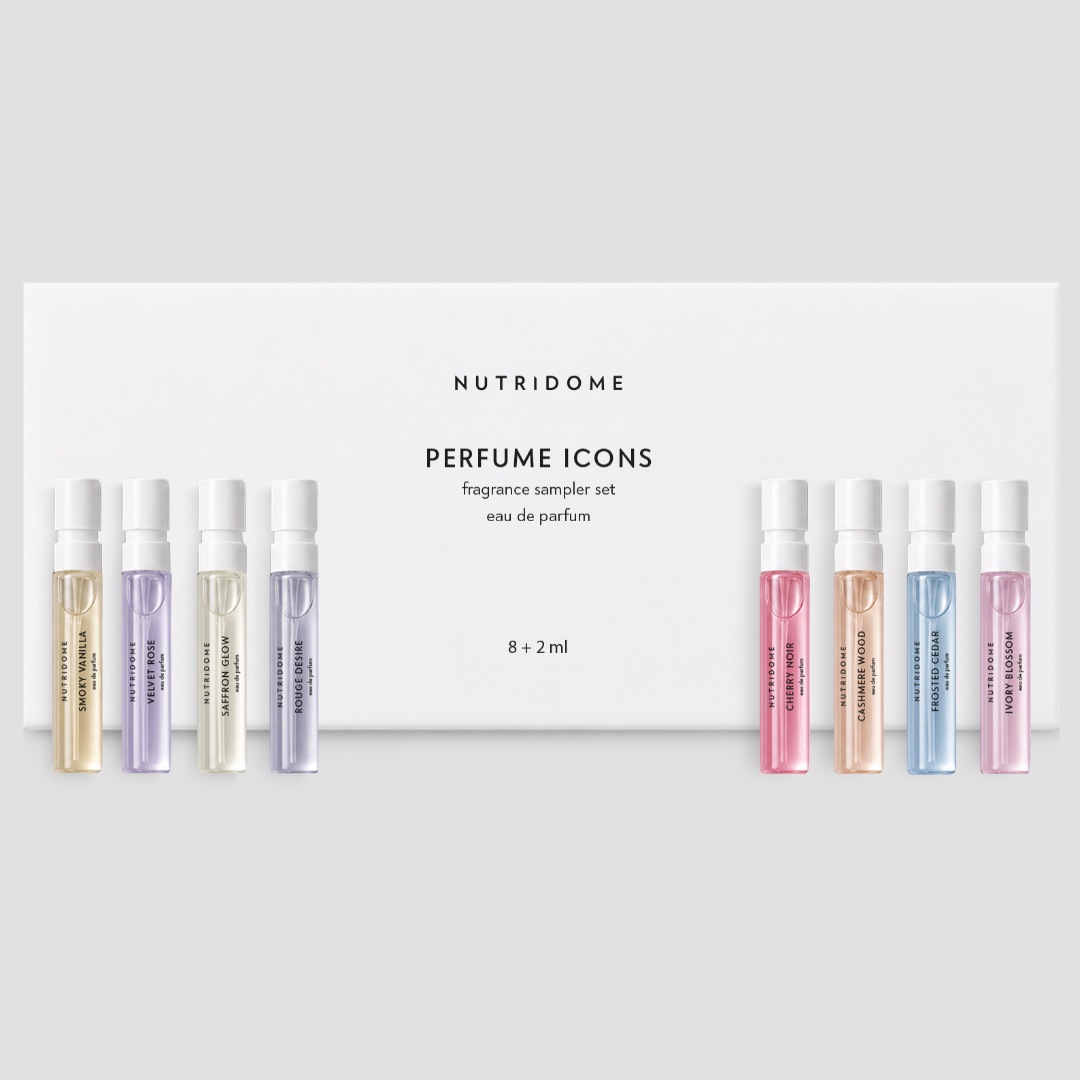 NUTRIDOME
PERFUME ICONS
fragrance sampler set
eau de parfum
8 + 2 ml
NUTRIDOME
SMOKY VANILLA
eau de parfum
NUTRIDOME
VELVET ROSE
eau de parfum
NUTRIDOME
SAFFRON GLOW
eau de parfum
NUTRIDOME
ROUGE DESIRE
eau de parfum
NUTRIDOME
CHERRY NOIR
eau de parfum
NUTRIDOME
CASHMERE WOOD
eau de parfum
NUTRIDOME
FROSTED CEDAR
eau de parfum
NUTRIDOME
IVORY BLOSSOM
eau de parfum